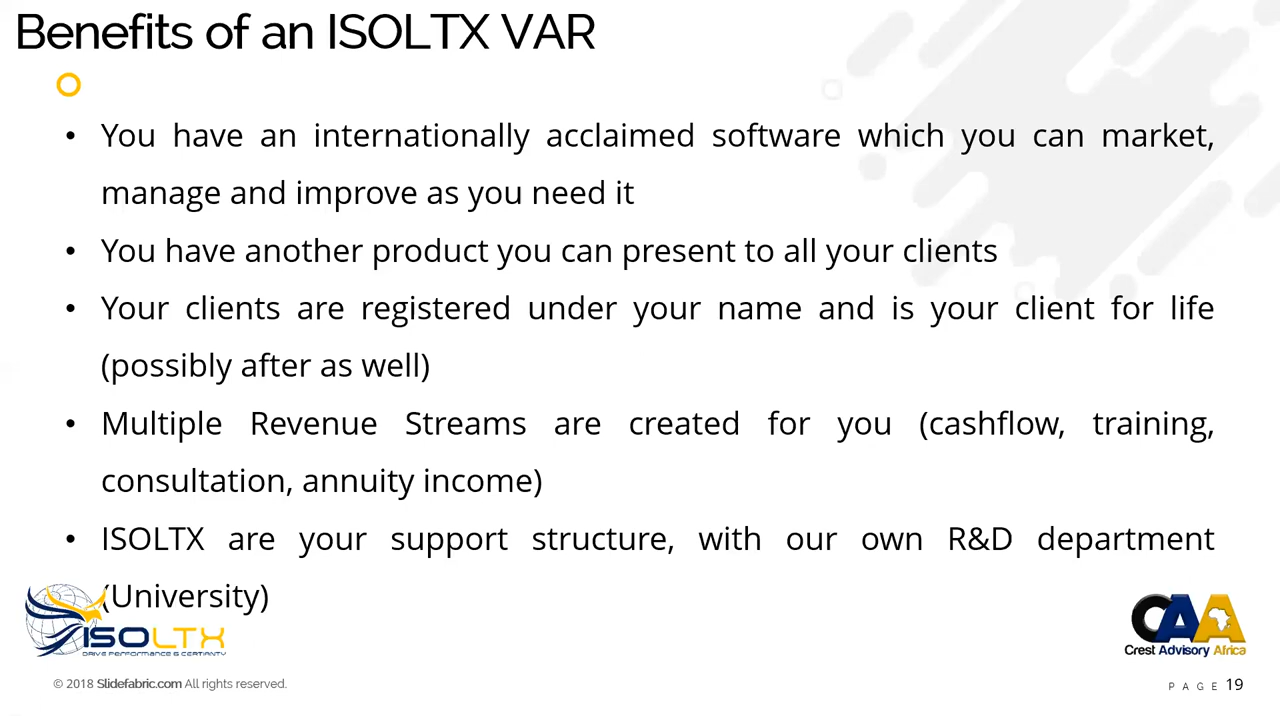 Benefits of an ISOLTX VAR
• You have an internationally acclaimed software which you can market,
manage and improve as you need it
• You have another product you can present to all your clients
• Your clients are registered under your name and is your client for life
(possibly after as well)
• Multiple Revenue Streams are created for you (cashflow, training,
consultation, annuity income)
• ISOLTX are your support structure, with our own R&D department
(University)
ISOLTX
DRIVE PERFORMANCE & CERTAINTY
CAA
Crest Advisory Africa
© 2018 Slidefabric.com All rights reserved.
PAGE 19